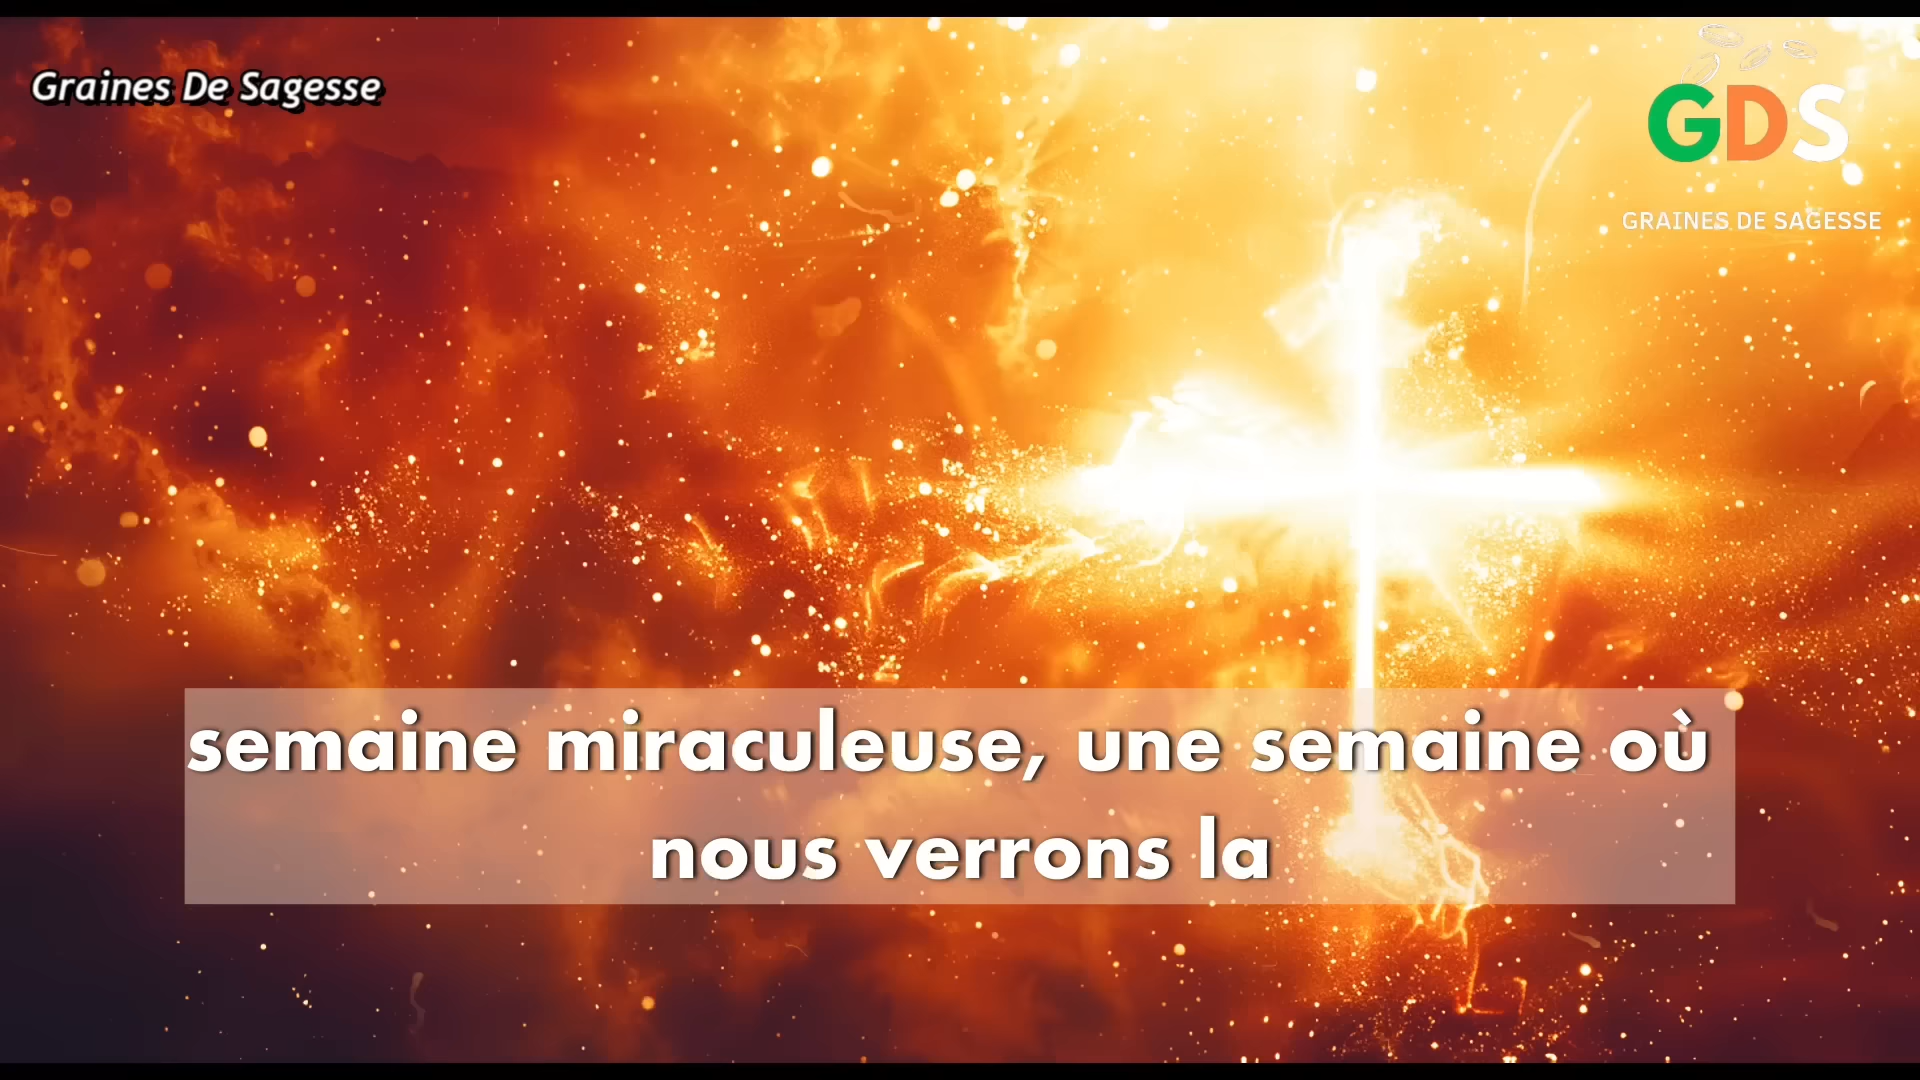 Graines De Sagesse
GDS
GRAINES DE SAGESSE
semaine miraculeuse, une semaine où
nous verrons la